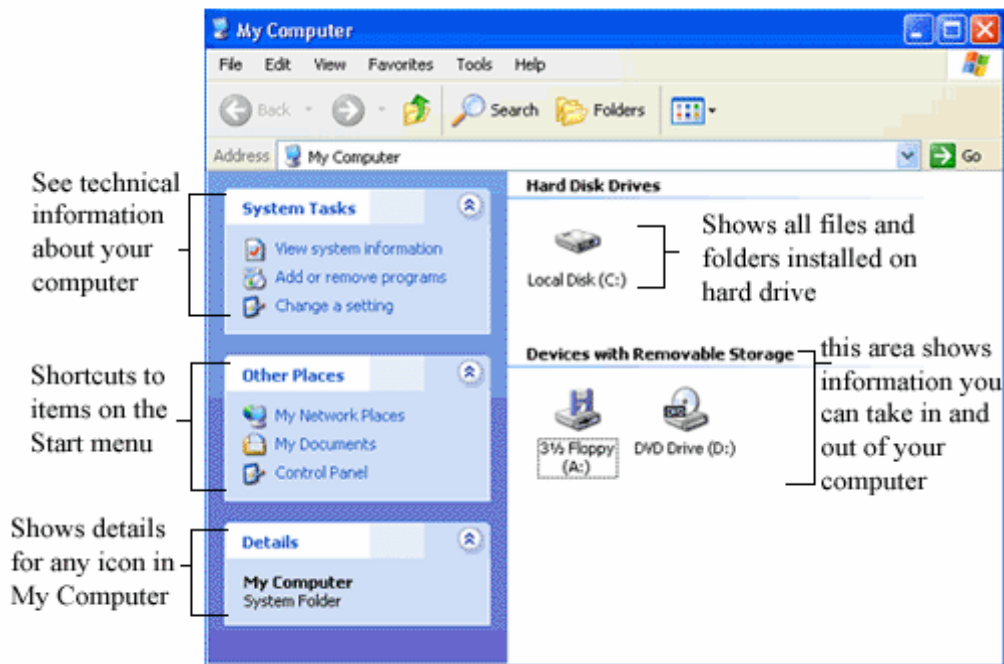 My Computer
File Edit View Favorites Tools Help
Back Search Folders
Address My Computer Go
See technical
information
about your
computer
System Tasks
View system information
Add or remove programs
Change a setting
Shortcuts to
items on the
Start menu
Other Places
My Network Places
My Documents
Control Panel
Shows details
for any icon in
My Computer
Details
My Computer
System Folder
Hard Disk Drives
Local Disk (C:)
Shows all files and
folders installed on
hard drive
Devices with Removable Storage
3½ Floppy
(A:)
DVD Drive (D:)
this area shows
information you
can take in and
out of your
computer